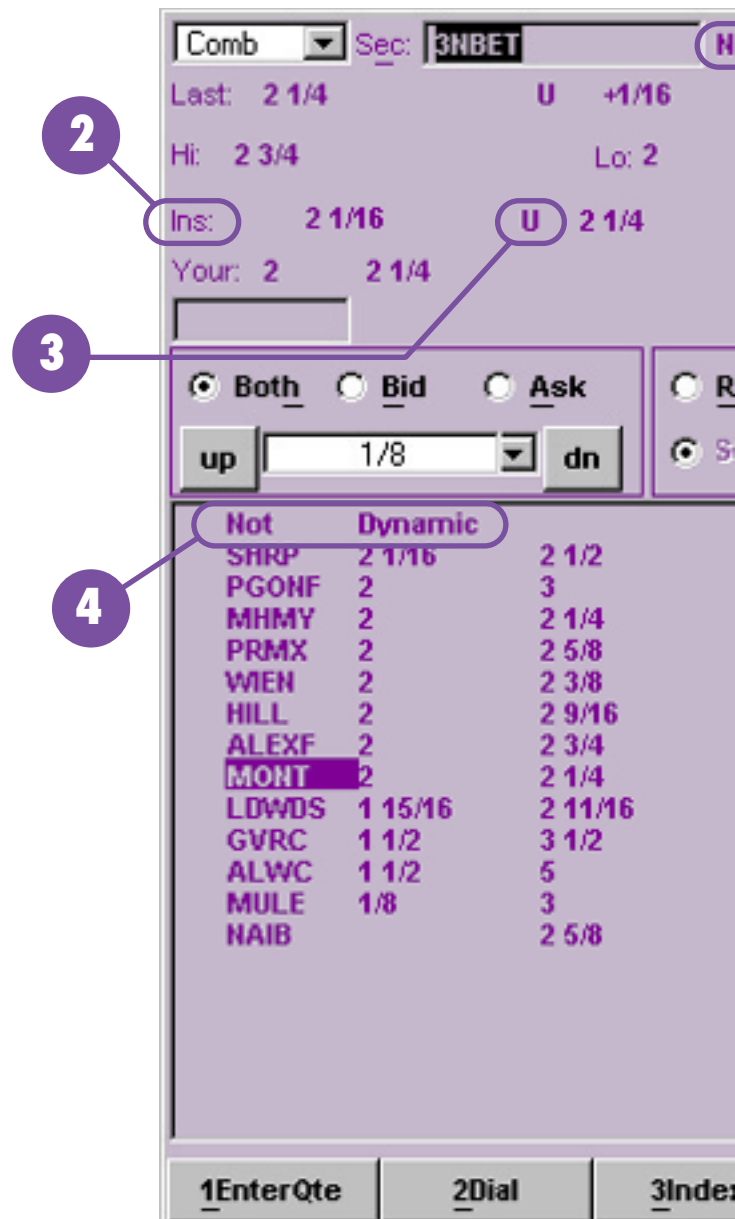 Comb Sec: 3NBET N
Last: 2 1/4 U +1/16
2
Hi: 2 3/4 Lo: 2
Ins: 2 1/16 U 2 1/4
Your: 2 2 1/4
3
Both Bid Ask R
up 1/8 dn S
Not Dynamic
SHRP 2 1/16 2 1/2
PGONF 2 3
4
MHMY 2 2 1/4
PRMX 2 2 5/8
WIEN 2 2 3/8
HILL 2 2 9/16
ALEXF 2 2 3/4
MONT 2 2 1/4
LDWDS 1 15/16 2 11/16
GVRC 1 1/2 3 1/2
ALWC 1 1/2 5
MULE 1/8 3
NAIB 2 5/8
1EnterQte 2Dial 3Index